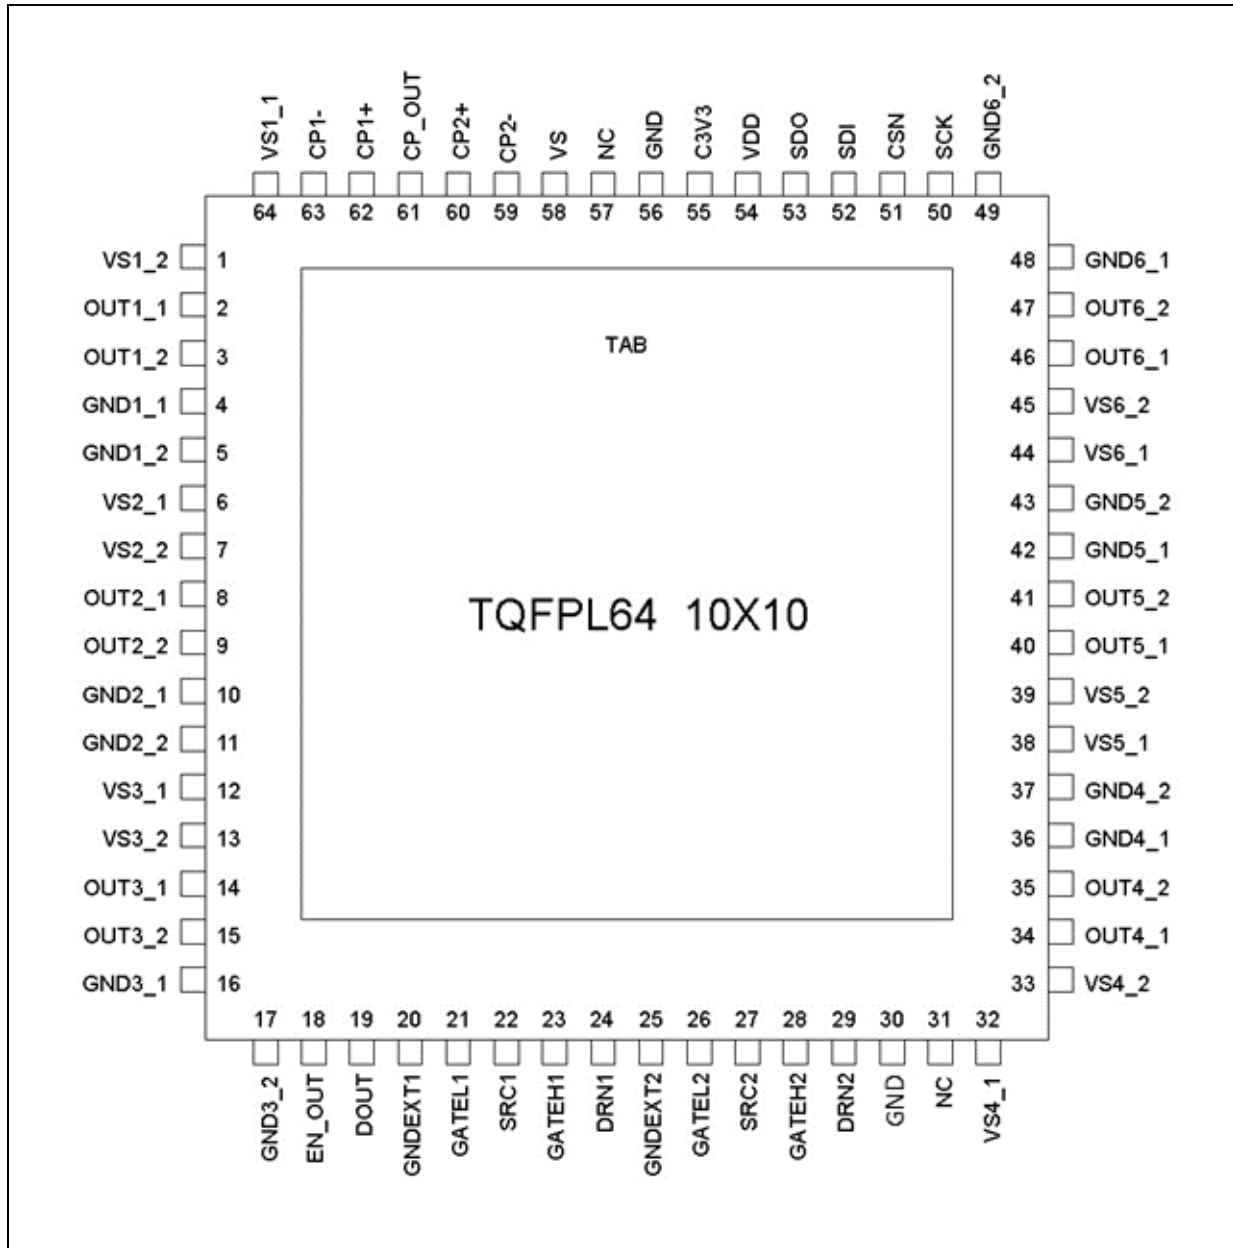 VS1_1 CP1- CP1+ CP_OUT CP2+ CP2- VS NC GND C3V3 VDD SDO SDI CSN SCK GND6_2
64 63 62 61 60 59 58 57 56 55 54 53 52 51 50 49
VS1_2 1 48 GND6_1
OUT1_1 2 47 OUT6_2
TAB
OUT1_2 3 46 OUT6_1
GND1_1 4 45 VS6_2
GND1_2 5 44 VS6_1
VS2_1 6 43 GND5_2
VS2_2 7 42 GND5_1
OUT2_1 8 41 OUT5_2
TQFPL64 10X10
OUT2_2 9 40 OUT5_1
GND2_1 10 39 VS5_2
GND2_2 11 38 VS5_1
VS3_1 12 37 GND4_2
VS3_2 13 36 GND4_1
OUT3_1 14 35 OUT4_2
OUT3_2 15 34 OUT4_1
GND3_1 16 33 VS4_2
17 18 19 20 21 22 23 24 25 26 27 28 29 30 31 32
GND3_2 EN_OUT DOUT GNDEXT1 GATEL1 SRC1 GATEH1 DRN1 GNDEXT2 GATEL2 SRC2 GATEH2 DRN2 GND NC VS4_1